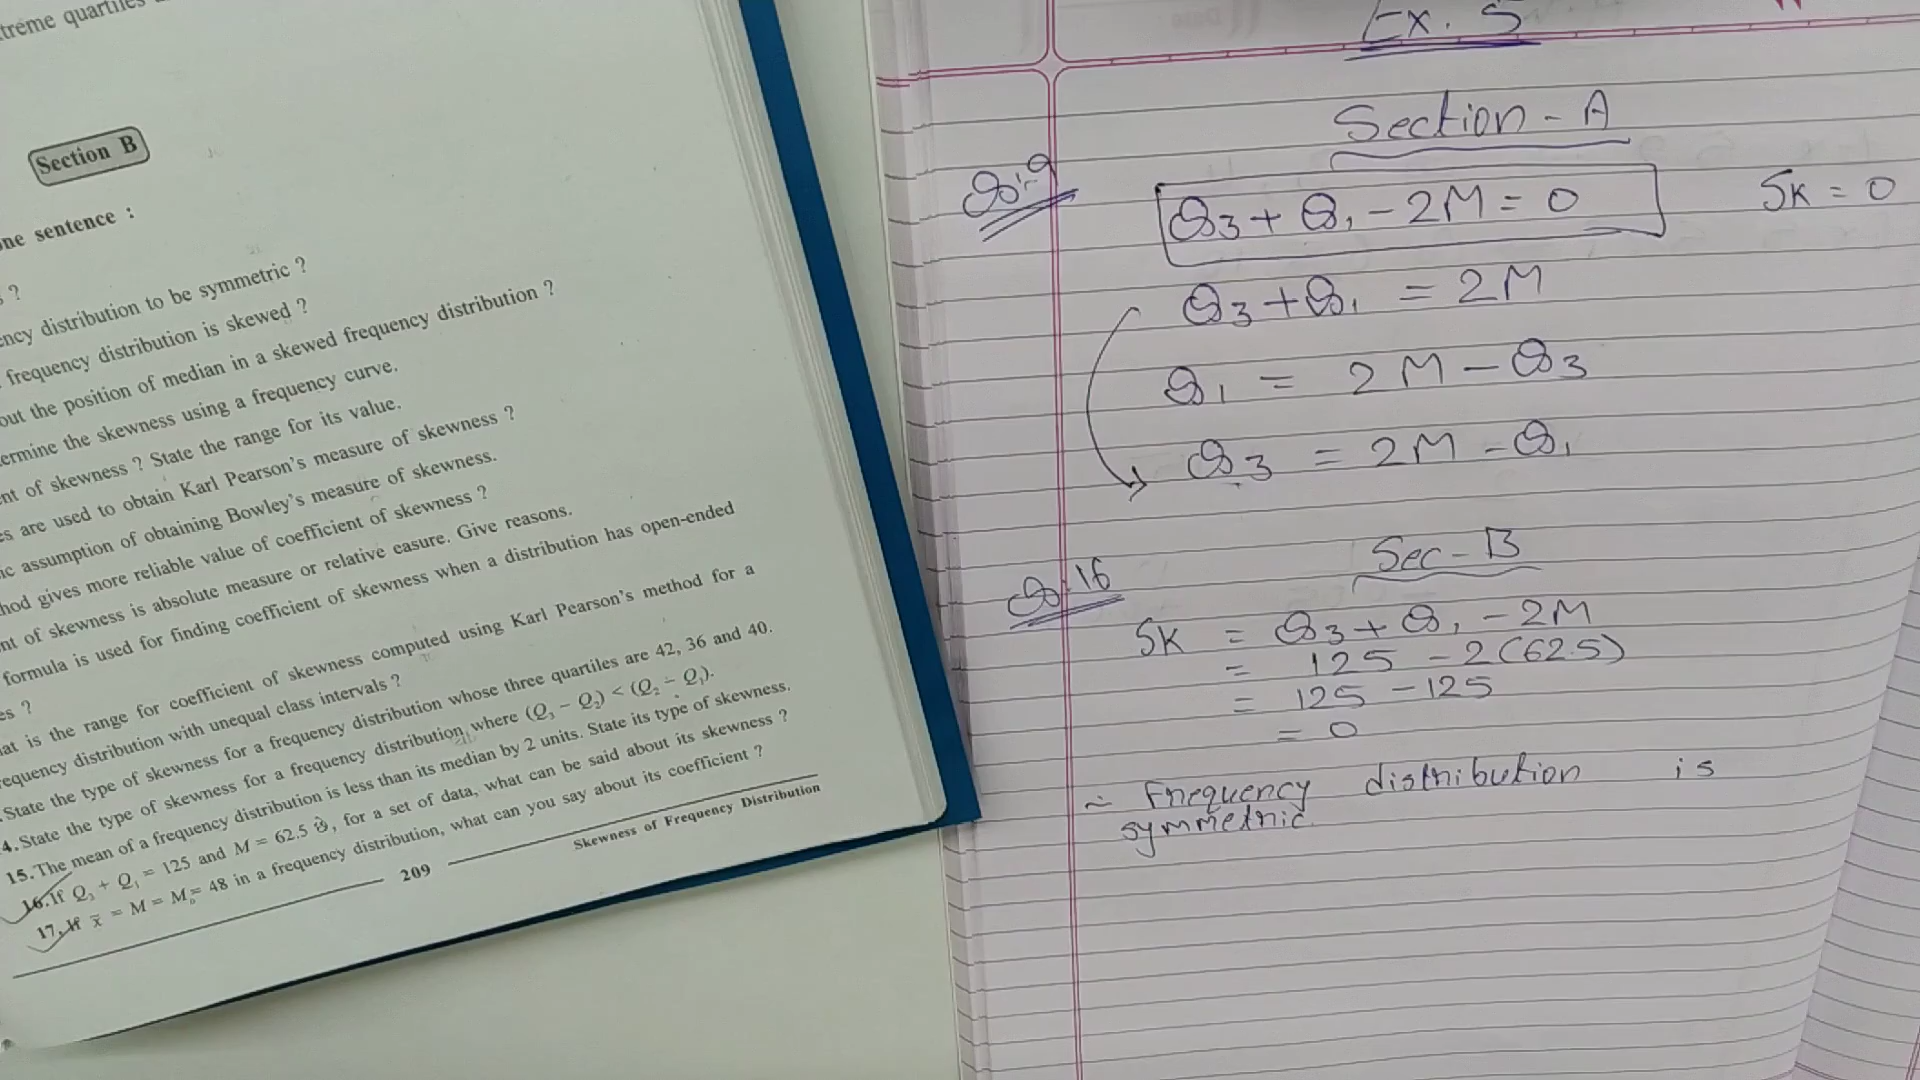 treme quartiles
Section B
one sentence :
s ?
ency distribution to be symmetric ?
frequency distribution is skewed ?
out the position of median in a skewed frequency distribution ?
ermine the skewness using a frequency curve.
nt of skewness ? State the range for its value.
es are used to obtain Karl Pearson's measure of skewness ?
ic assumption of obtaining Bowley's measure of skewness.
hod gives more reliable value of coefficient of skewness ?
nt of skewness is absolute measure or relative easure. Give reasons.
formula is used for finding coefficient of skewness when a distribution has open-ended
es ?
at is the range for coefficient of skewness computed using Karl Pearson's method for a
requency distribution with unequal class intervals ?
State the type of skewness for a frequency distribution whose three quartiles are 42, 36 and 40.
4. State the type of skewness for a frequency distribution where (Q₃ − Q₂) < (Q₂ − Q₁).
15. The mean of a frequency distribution is less than its median by 2 units. State its type of skewness.
16. If Q₃ + Q₁ = 125 and M = 62.5, for a set of data, what can be said about its skewness ?
17. If x̄ = M = Mₒ = 48 in a frequency distribution, what can you say about its coefficient ?
209
Skewness of Frequency Distribution
Ex. 5
Section - A
Q:-9
Q3 + Q1 - 2M = 0
SK = 0
Q3 + Q1 = 2M
Q1 = 2M - Q3
Q3 = 2M - Q1
Sec - B
Q.16
SK = Q3 + Q1 - 2M
= 125 - 2(62.5)
= 125 - 125
= 0
∴ Frequency distribution is
symmetric.